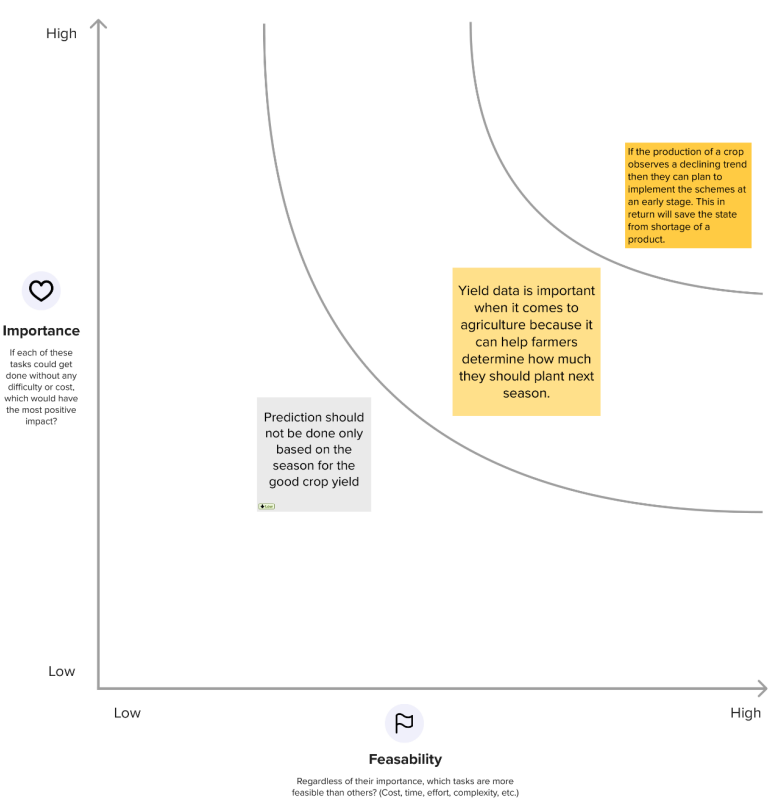 High
If the production of a crop
observes a declining trend
then they can plan to
implement the schemes at
an early stage. This in
return will save the state
from shortage of a
product.
Yield data is important
when it comes to
agriculture because it
can help farmers
determine how much
they should plant next
season.
Importance
If each of these
tasks could get
done without any
difficulty or cost,
which would have
the most positive
impact?
Prediction should
not be done only
based on the
season for the
good crop yield
Low
Low
High
Feasability
Regardless of their importance, which tasks are more
feasible than others? (Cost, time, effort, complexity, etc.)